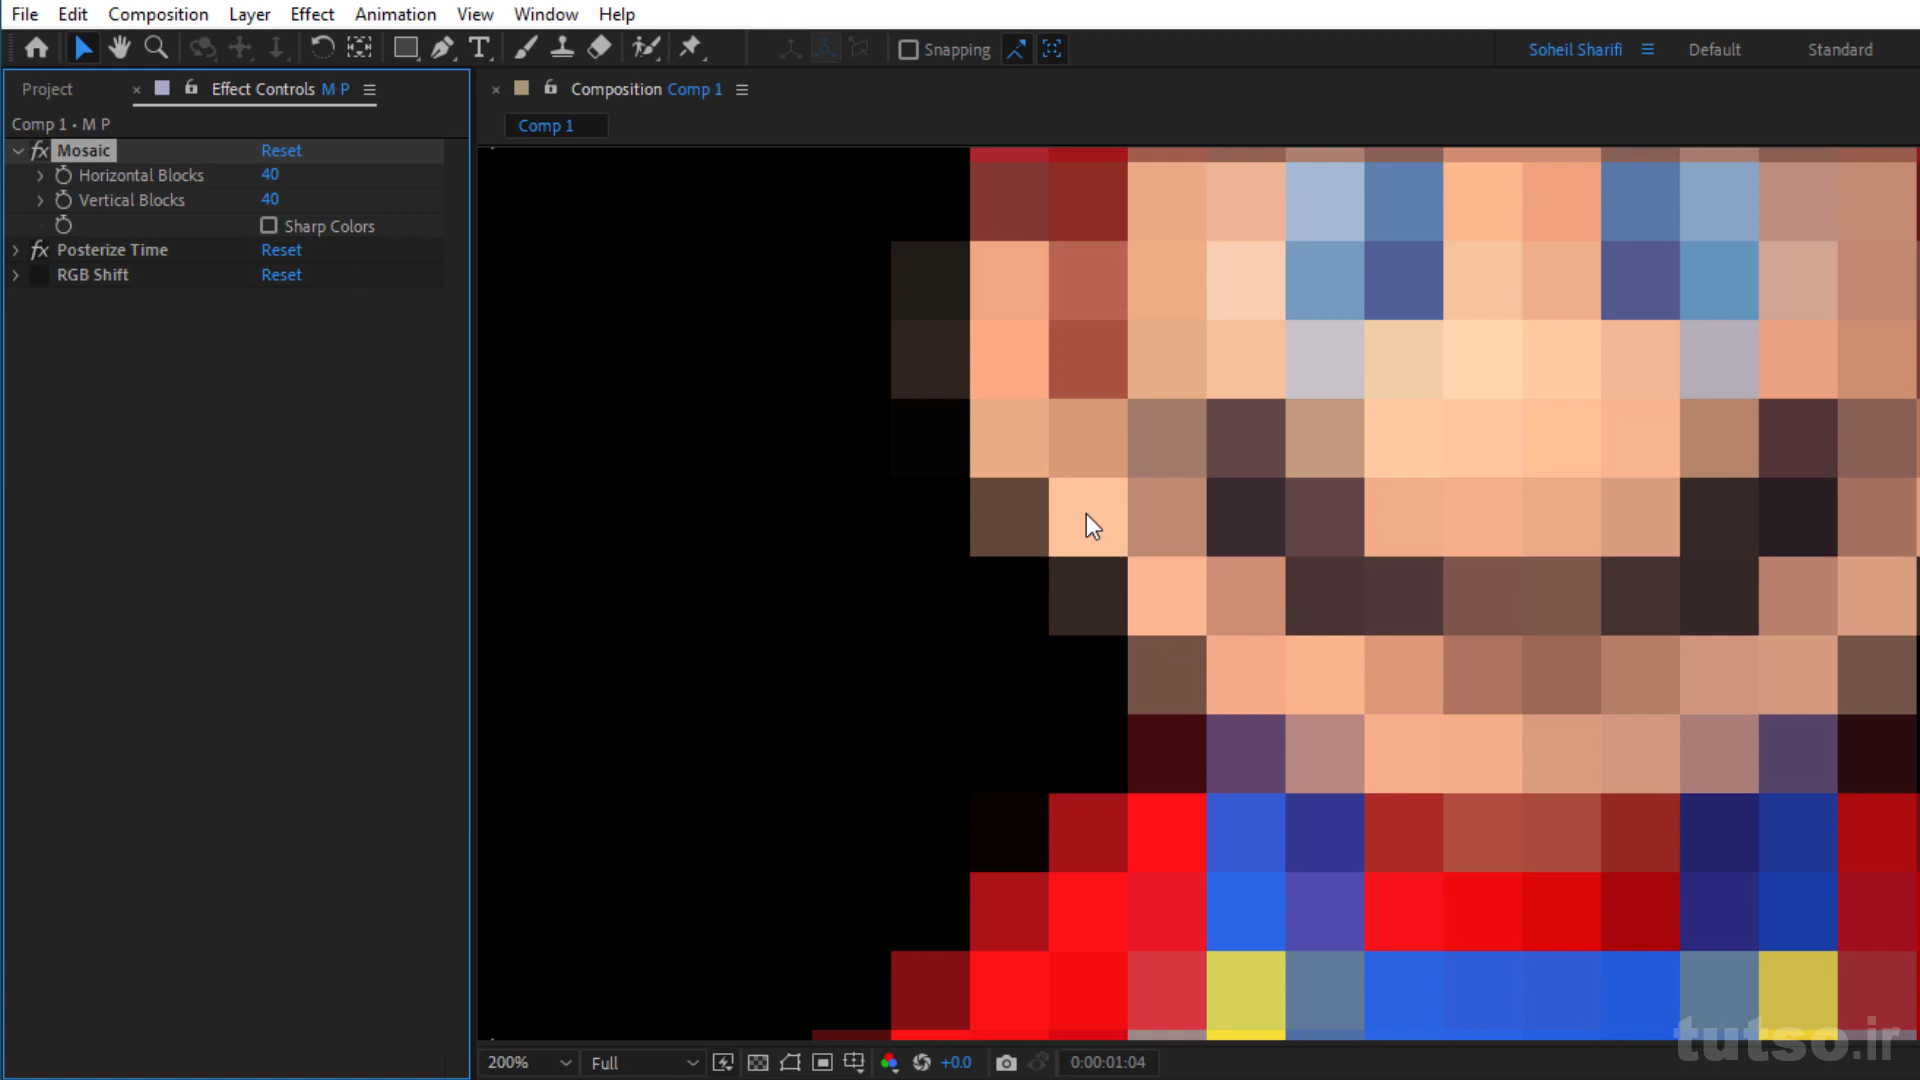 File Edit Composition Layer Effect Animation View Window Help
Snapping Soheil Sharifi Default Standard
Project Effect Controls M P Composition Comp 1
Comp 1 • M P
Comp 1
fx Mosaic Reset
Horizontal Blocks 40
Vertical Blocks 40
Sharp Colors
fx Posterize Time Reset
RGB Shift Reset
200% Full +0.0 0:00:01:04
tutso.ir